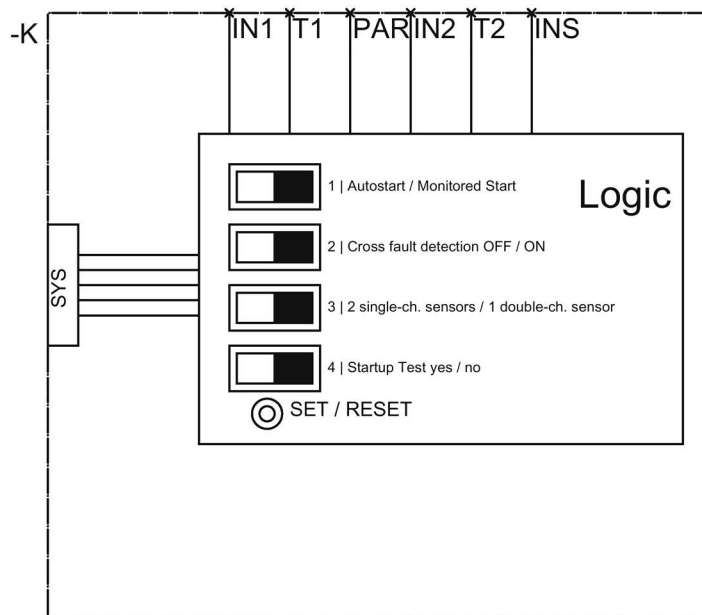 -K
IN1 T1 PAR IN2 T2 INS
Logic
1 | Autostart / Monitored Start
2 | Cross fault detection OFF / ON
3 | 2 single-ch. sensors / 1 double-ch. sensor
4 | Startup Test yes / no
SET / RESET
SYS